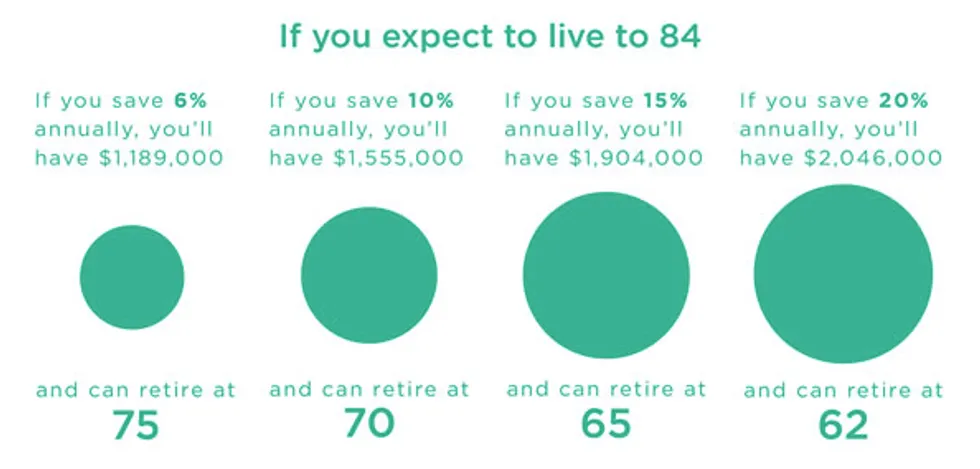 If you expect to live to 84
If you save 6%
annually, you'll
have $1,189,000
If you save 10%
annually, you'll
have $1,555,000
If you save 15%
annually, you'll
have $1,904,000
If you save 20%
annually, you'll
have $2,046,000
and can retire at
75
and can retire at
70
and can retire at
65
and can retire at
62